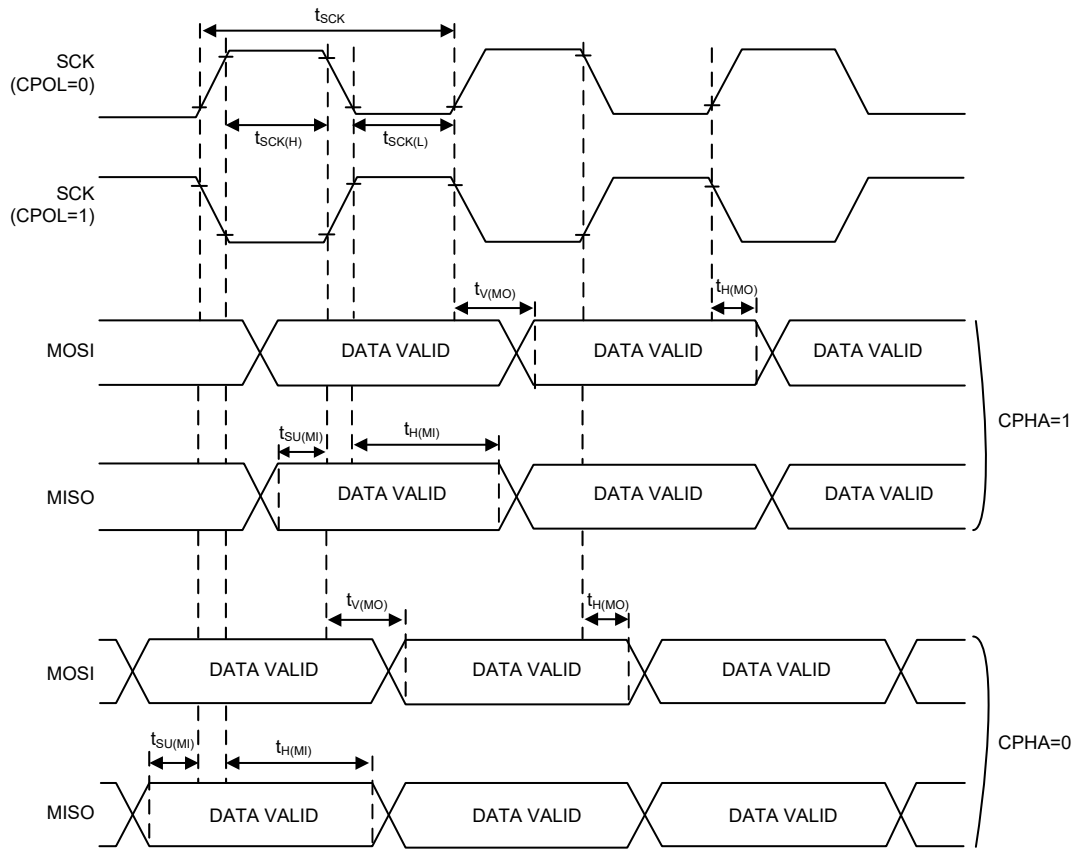 tSCK
SCK
(CPOL=0)
tSCK(H)
tSCK(L)
SCK
(CPOL=1)
tV(MO)
tH(MO)
MOSI
DATA VALID
DATA VALID
DATA VALID
CPHA=1
tSU(MI)
tH(MI)
MISO
DATA VALID
DATA VALID
DATA VALID
tV(MO)
tH(MO)
MOSI
DATA VALID
DATA VALID
DATA VALID
CPHA=0
tSU(MI)
tH(MI)
MISO
DATA VALID
DATA VALID
DATA VALID